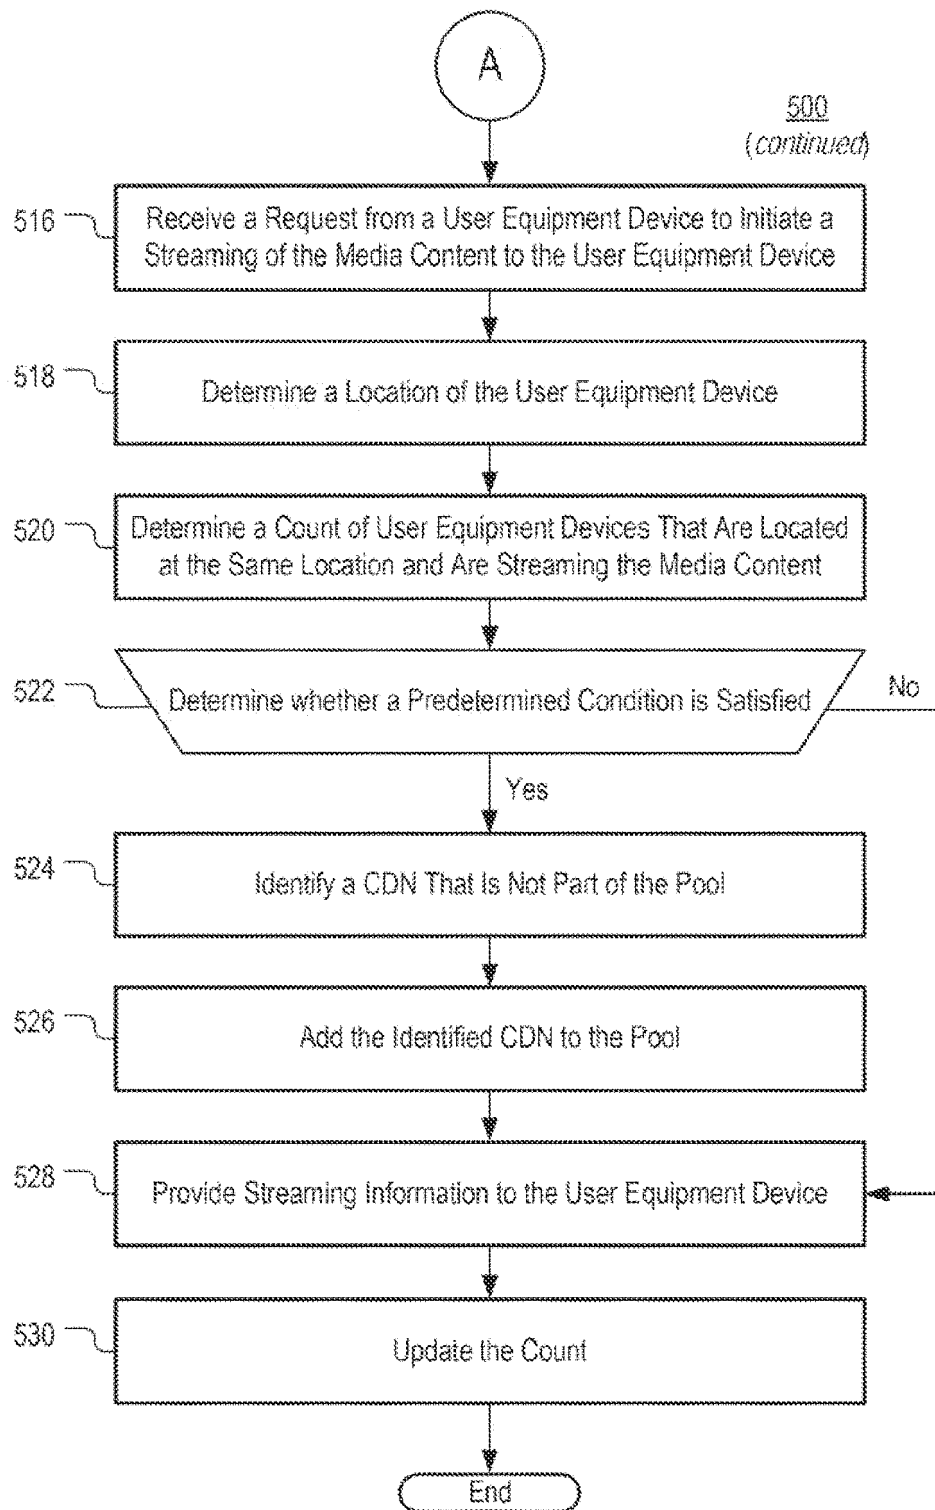 A
500
(continued)
516
Receive a Request from a User Equipment Device to Initiate a
Streaming of the Media Content to the User Equipment Device
518
Determine a Location of the User Equipment Device
520
Determine a Count of User Equipment Devices That Are Located
at the Same Location and Are Streaming the Media Content
522
Determine whether a Predetermined Condition is Satisfied
No
Yes
524
Identify a CDN That Is Not Part of the Pool
526
Add the Identified CDN to the Pool
528
Provide Streaming Information to the User Equipment Device
530
Update the Count
End